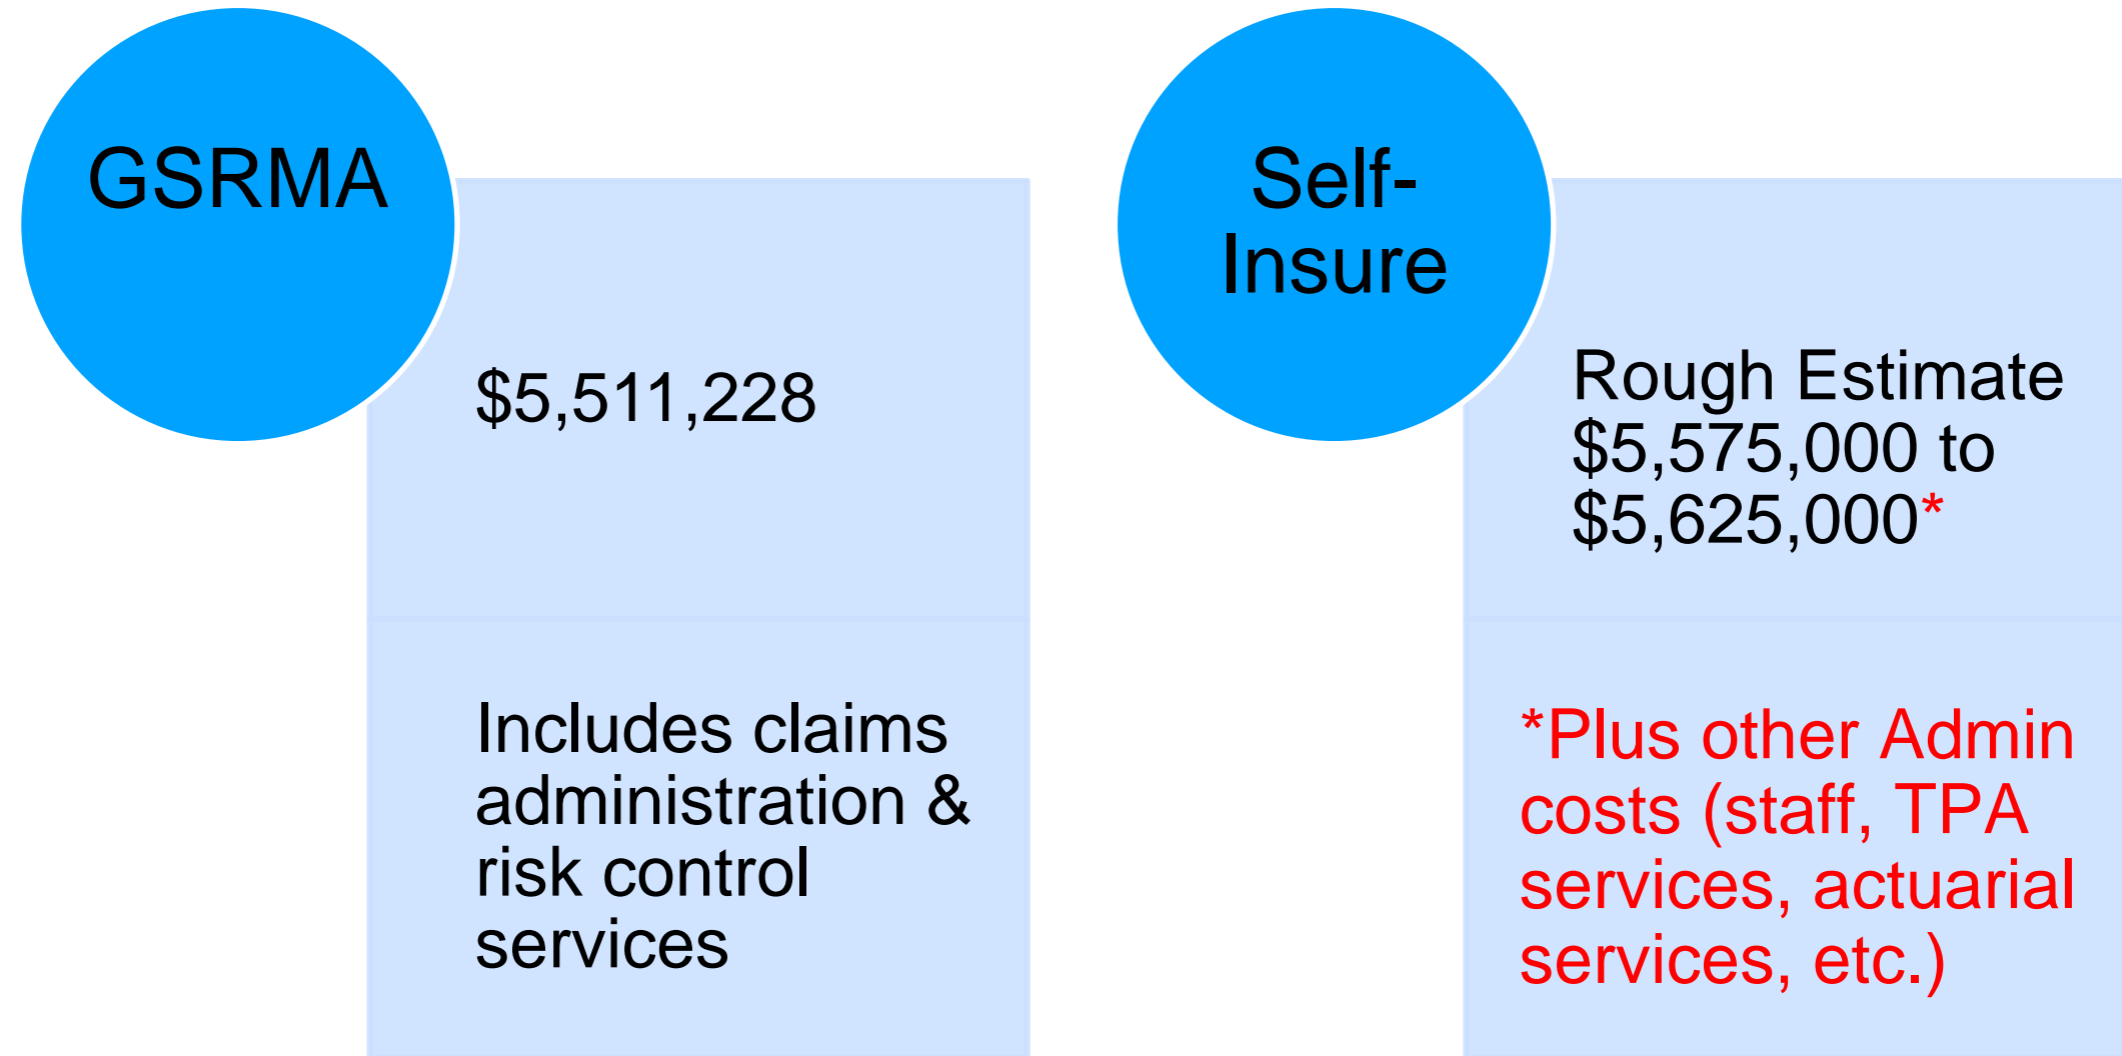 GSRMA
$5,511,228
Includes claims
administration &
risk control
services
Self-
Insure
Rough Estimate
$5,575,000 to
$5,625,000*
*Plus other Admin
costs (staff, TPA
services, actuarial
services, etc.)